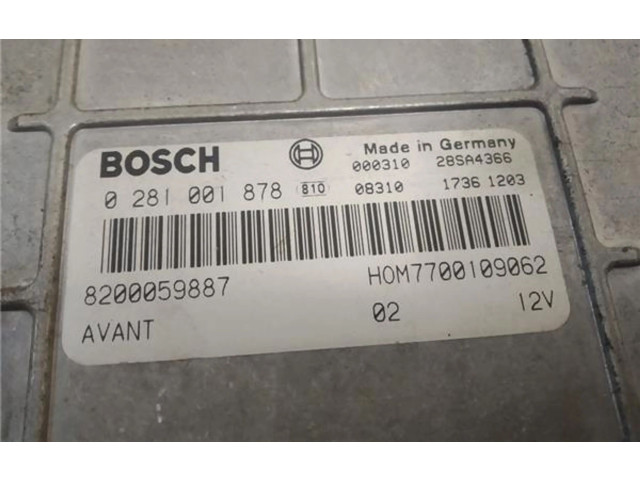 BOSCH Made in Germany
000310 28SA4366
0 281 001 878 810 08310 1736 1203
8200059887 HOM7700109062
AVANT 02 12V